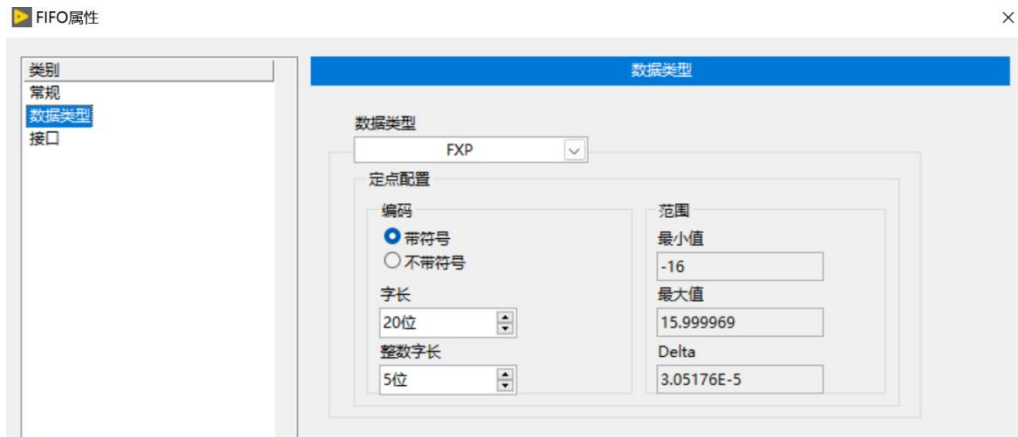 FIFO属性
类别
常规
数据类型
接口
数据类型
数据类型
FXP
定点配置
编码
带符号
不带符号
字长
20位
整数字长
5位
范围
最小值
-16
最大值
15.999969
Delta
3.05176E-5